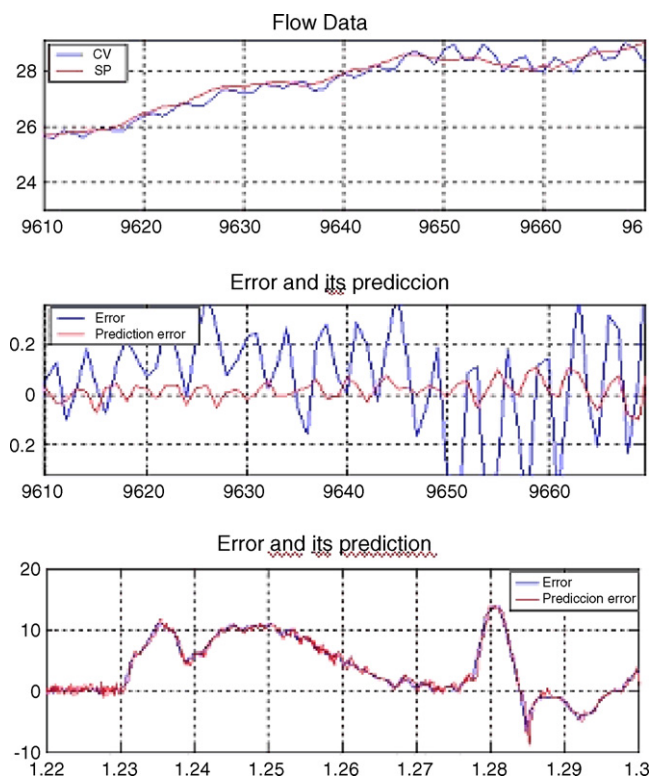 Flow Data
CV
SP
28
26
24
9610 9620 9630 9640 9650 9660 96
Error and its prediccion
Error
Prediction error
0.2
0
0.2
9610 9620 9630 9640 9650 9660
Error and its prediction
Error
Prediccion error
20
10
0
-10
1.22 1.23 1.24 1.25 1.26 1.27 1.28 1.29 1.3